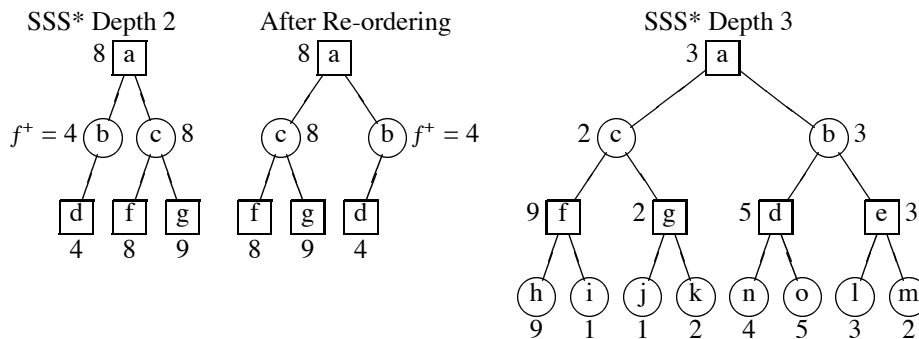 SSS* Depth 2 After Re-ordering SSS* Depth 3
8 a 8 a 3 a
f⁺ = 4 b c 8 c 8 b f⁺ = 4 2 c b 3
d f g f g d 9 f 2 g 5 d e 3
4 8 9 8 9 4
h i j k n o l m
9 1 1 2 4 5 3 2